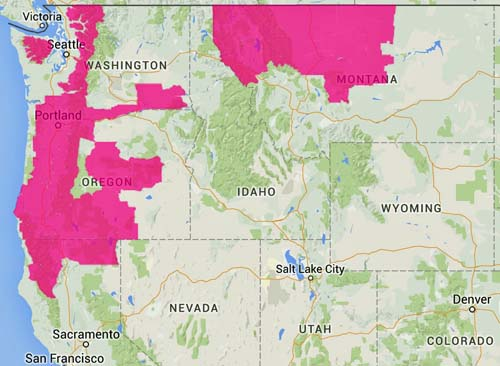 Victoria
Seattle
WASHINGTON
MONTANA
Portland
OREGON
IDAHO
WYOMING
Salt Lake City
NEVADA
Denver
UTAH
Sacramento
COLORADO
San Francisco